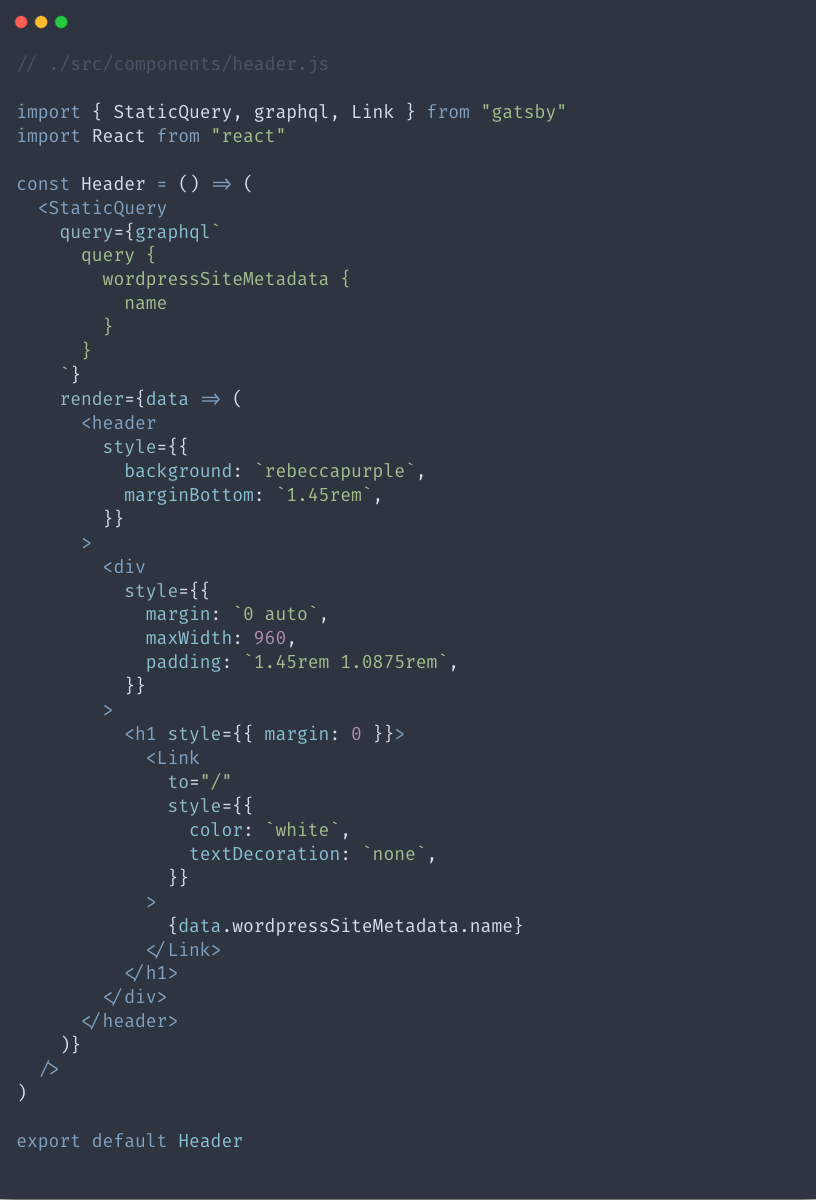 // ./src/components/header.js

import { StaticQuery, graphql, Link } from "gatsby"
import React from "react"

const Header = () => (
  <StaticQuery
    query={graphql`
      query {
        wordpressSiteMetadata {
          name
        }
      }
    `}
    render={data => (
      <header
        style={{
          background: `rebeccapurple`,
          marginBottom: `1.45rem`,
        }}
      >
        <div
          style={{
            margin: `0 auto`,
            maxWidth: 960,
            padding: `1.45rem 1.0875rem`,
          }}
        >
          <h1 style={{ margin: 0 }}>
            <Link
              to="/"
              style={{
                color: `white`,
                textDecoration: `none`,
              }}
            >
              {data.wordpressSiteMetadata.name}
            </Link>
          </h1>
        </div>
      </header>
    )}
  />
)

export default Header